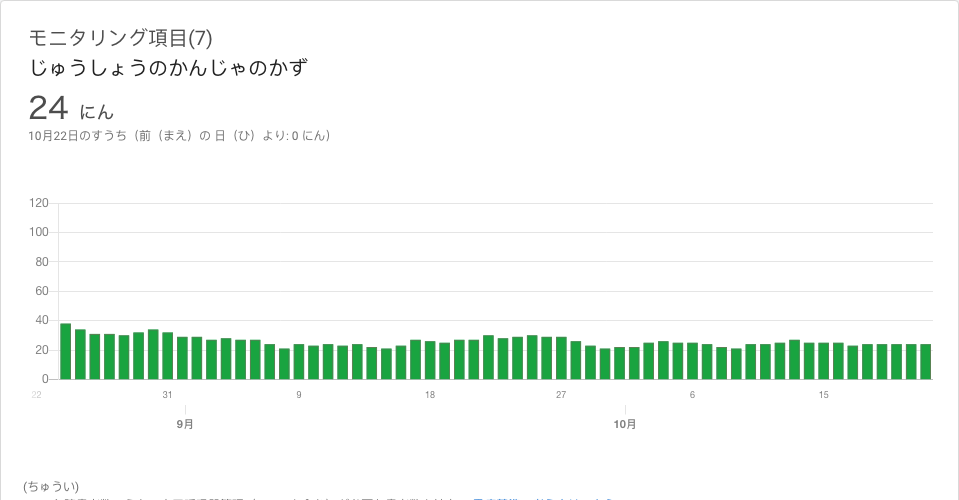 モニタリング項目(7)
じゅうしょうのかんじゃのかず
24 にん
10月22日のすうち（前（まえ）の 日（ひ）より: 0 にん）
120
100
80
60
40
20
0
22 31 9 18 27 6 15
9月 10月
(ちゅうい)